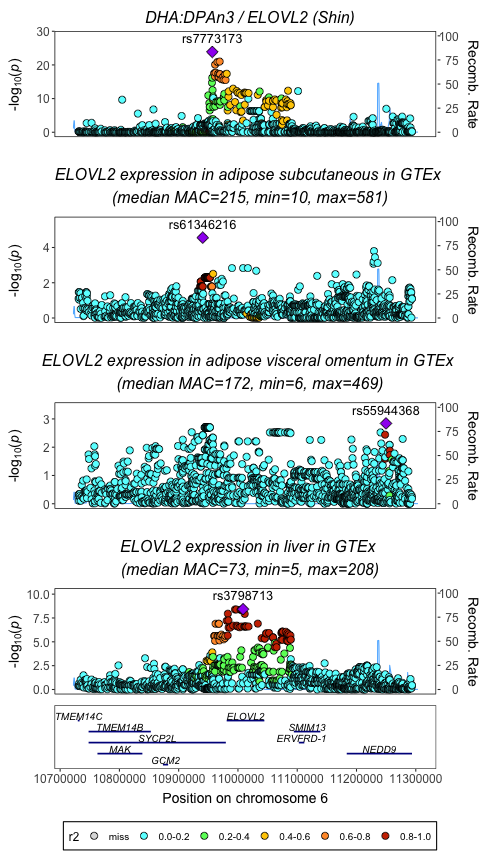 DHA:DPAn3 / ELOVL2 (Shin)
rs7773173
30
20
10
0
-log10(p)
100
75
50
25
0
Recomb. Rate
ELOVL2 expression in adipose subcutaneous in GTEx
(median MAC=215, min=10, max=581)
rs61346216
4
2
0
-log10(p)
100
75
50
25
0
Recomb. Rate
ELOVL2 expression in adipose visceral omentum in GTEx
(median MAC=172, min=6, max=469)
rs55944368
3
2
1
0
-log10(p)
100
75
50
25
0
Recomb. Rate
ELOVL2 expression in liver in GTEx
(median MAC=73, min=5, max=208)
rs3798713
10.0
7.5
5.0
2.5
0.0
-log10(p)
100
75
50
25
0
Recomb. Rate
TMEM14C ELOVL2
TMEM14B SMIM13
SYCP2L ERVFRD-1
MAK NEDD9
GCM2
10700000 10800000 10900000 11000000 11100000 11200000 11300000
Position on chromosome 6
r2 miss 0.0-0.2 0.2-0.4 0.4-0.6 0.6-0.8 0.8-1.0